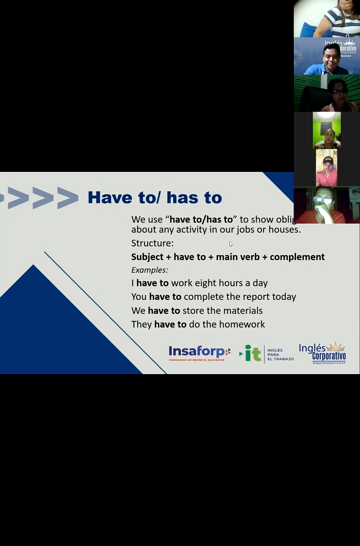 Have to/ has to
We use "have to/has to" to show
about any activity in our jobs or houses.
Structure:
Subject + have to + main verb + complement
Examples:
I have to work eight hours a day
You have to complete the report today
We have to store the materials
They have to do the homework
Insaforp
it
INGLÉS
PARA
EL TRABAJO
Inglés
Corporativo